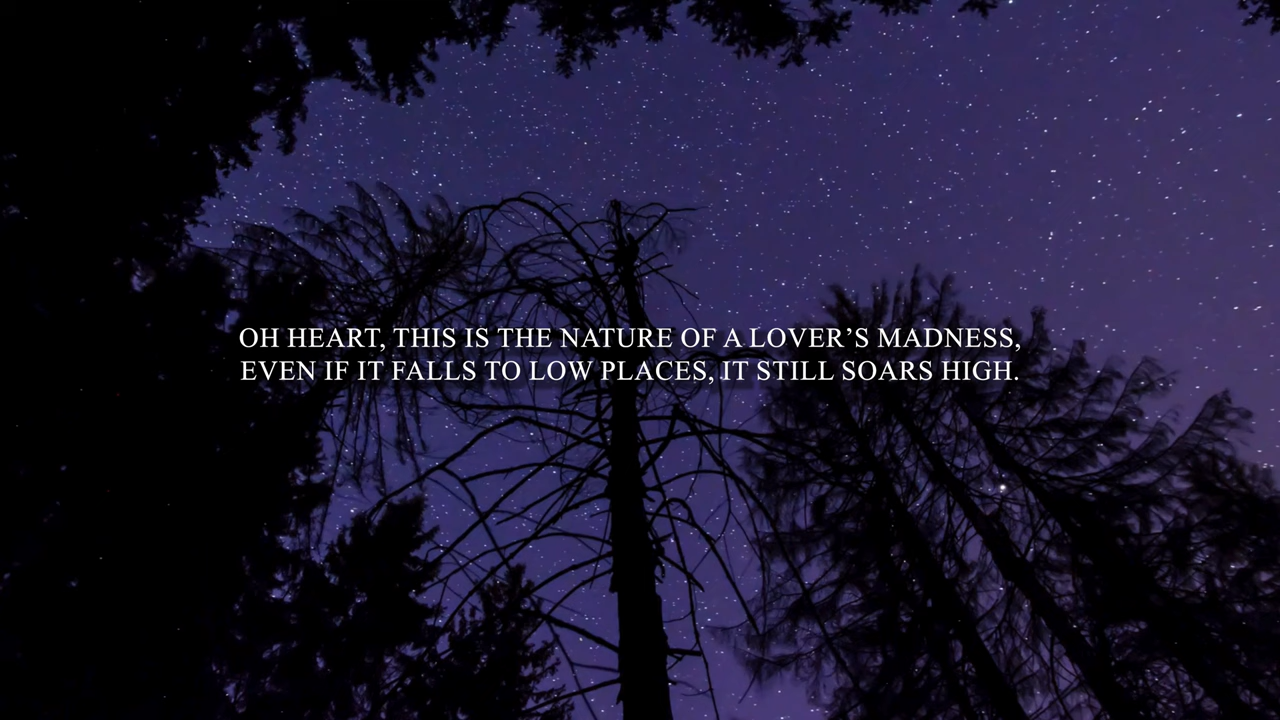 OH HEART, THIS IS THE NATURE OF A LOVER’S MADNESS,
EVEN IF IT FALLS TO LOW PLACES, IT STILL SOARS HIGH.